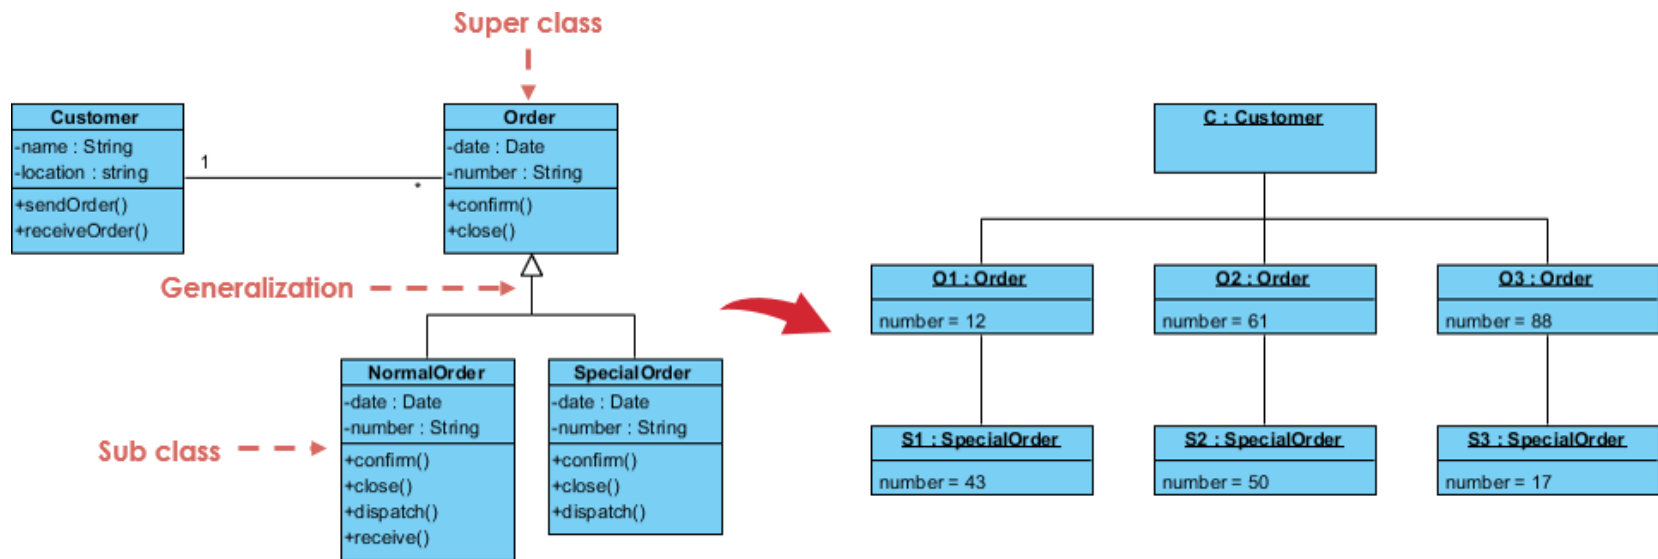 Super class
Customer
-name : String
-location : string
+sendOrder()
+receiveOrder()
1
*
Order
-date : Date
-number : String
+confirm()
+close()
Generalization
NormalOrder
-date : Date
-number : String
+confirm()
+close()
+dispatch()
+receive()
SpecialOrder
-date : Date
-number : String
+confirm()
+close()
+dispatch()
Sub class
C : Customer
O1 : Order
number = 12
O2 : Order
number = 61
O3 : Order
number = 88
S1 : SpecialOrder
number = 43
S2 : SpecialOrder
number = 50
S3 : SpecialOrder
number = 17